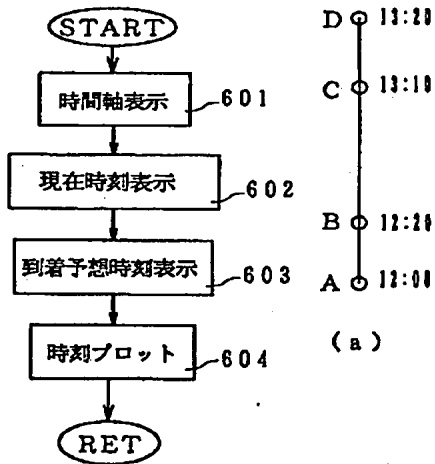 START
時間軸表示
601
現在時刻表示
602
到着予想時刻表示
603
時刻プロット
604
RET
D 13:20
C 13:10
B 12:20
A 12:00
(a)